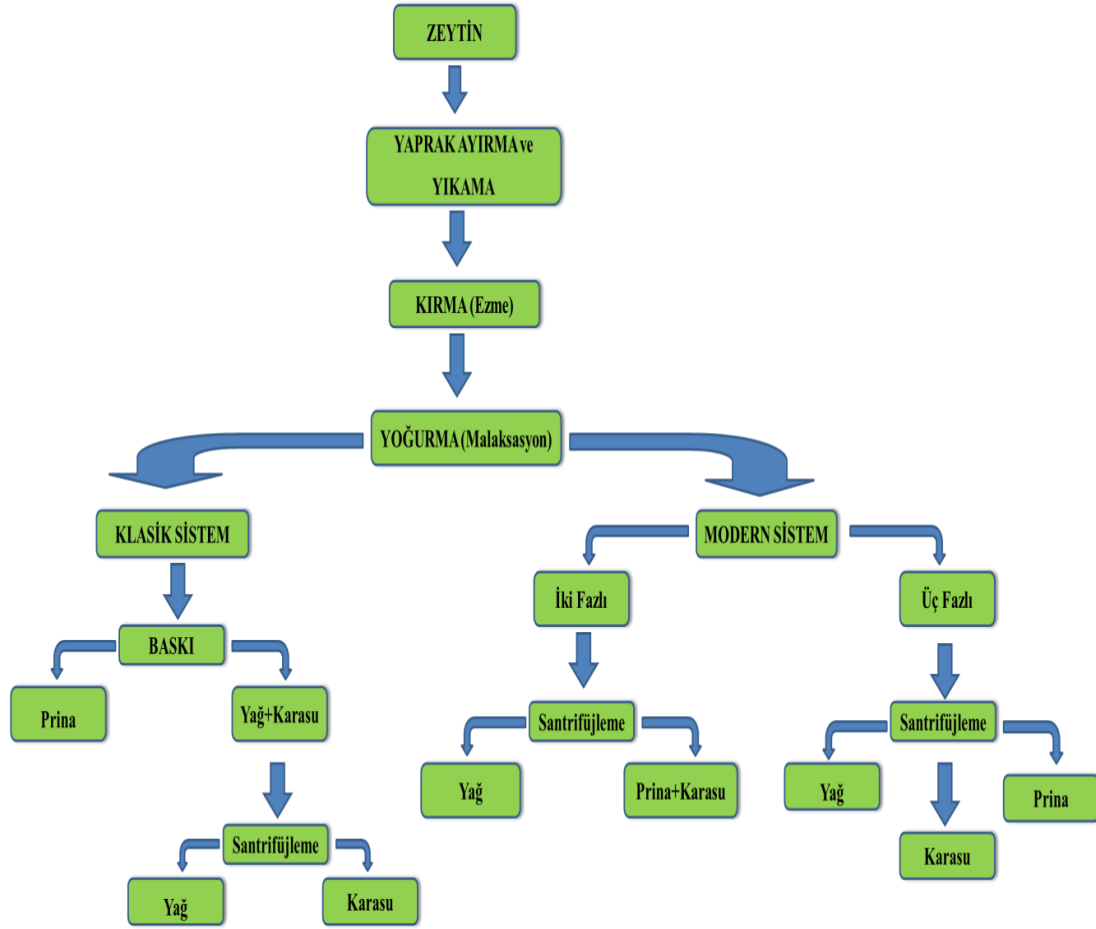 ZEYTİN
YAPRAK AYIRMA ve
YIKAMA
KIRMA (Ezme)
YOĞURMA (Malaksasyon)
KLASİK SİSTEM
MODERN SİSTEM
İki Fazlı
Üç Fazlı
BASKI
Prina
Yağ+Karasu
Santrifüjleme
Santrifüjleme
Yağ
Prina+Karasu
Yağ
Prina
Santrifüjleme
Karasu
Yağ
Karasu